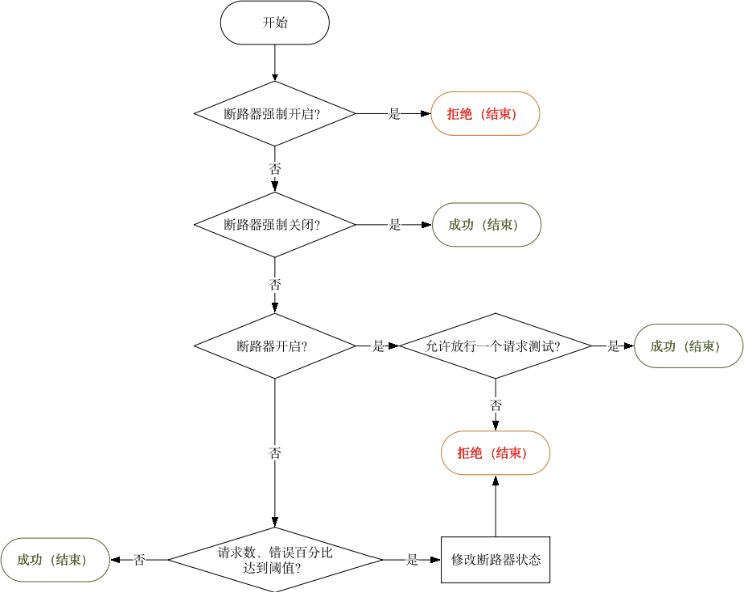 开始
断路器强制开启?
是
拒绝（结束）
否
断路器强制关闭?
是
成功（结束）
否
断路器开启?
是
允许放行一个请求测试?
是
成功（结束）
否
否
拒绝（结束）
请求数、错误百分比
达到阈值?
否
成功（结束）
是
修改断路器状态